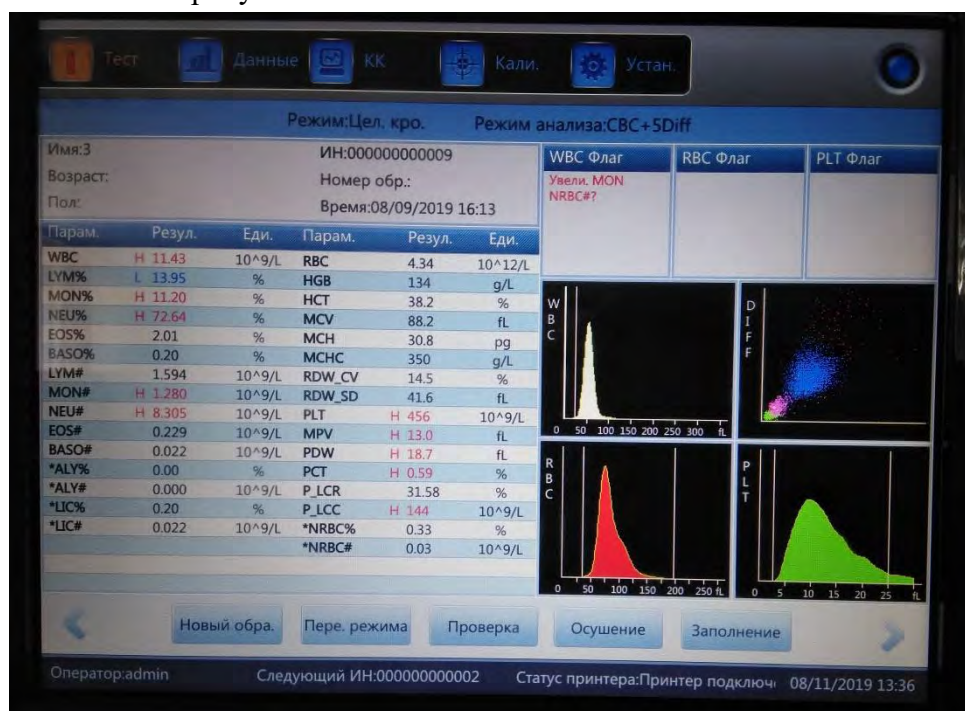 Тест Данные КК Кали. Устан.
Режим:Цел. кро. Режим анализа:CBC+5Diff
Имя:3 ИН:000000000009
Возраст: Номер обр.:
Пол: Время:08/09/2019 16:13
WBC Флаг RBC Флаг PLT Флаг
Увели. MON
NRBC#?
Парам. Резул. Еди. Парам. Резул. Еди.
WBC H 11.43 10^9/L RBC 4.34 10^12/L
LYM% L 13.95 % HGB 134 g/L
MON% H 11.20 % HCT 38.2 %
NEU% H 72.64 % MCV 88.2 fL
EOS% 2.01 % MCH 30.8 pg
BASO% 0.20 % MCHC 350 g/L
LYM# 1.594 10^9/L RDW_CV 14.5 %
MON# H 1.280 10^9/L RDW_SD 41.6 fL
NEU# H 8.305 10^9/L PLT H 456 10^9/L
EOS# 0.229 10^9/L MPV H 13.0 fL
BASO# 0.022 10^9/L PDW H 18.7 fL
*ALY% 0.00 % PCT H 0.59 %
*ALY# 0.000 10^9/L P_LCR 31.58 %
*LIC% 0.20 % P_LCC H 144 10^9/L
*LIC# 0.022 10^9/L *NRBC% 0.33 %
*NRBC# 0.03 10^9/L
WBC
0 50 100 150 200 250 300 fL
DIFF
RBC
0 50 100 150 200 250 fL
PLT
0 5 10 15 20 25 fL
Новый обра. Пере. режима Проверка Осушение Заполнение
Оператор:admin Следующий ИН:000000000002 Статус принтера:Принтер подключ 08/11/2019 13:36